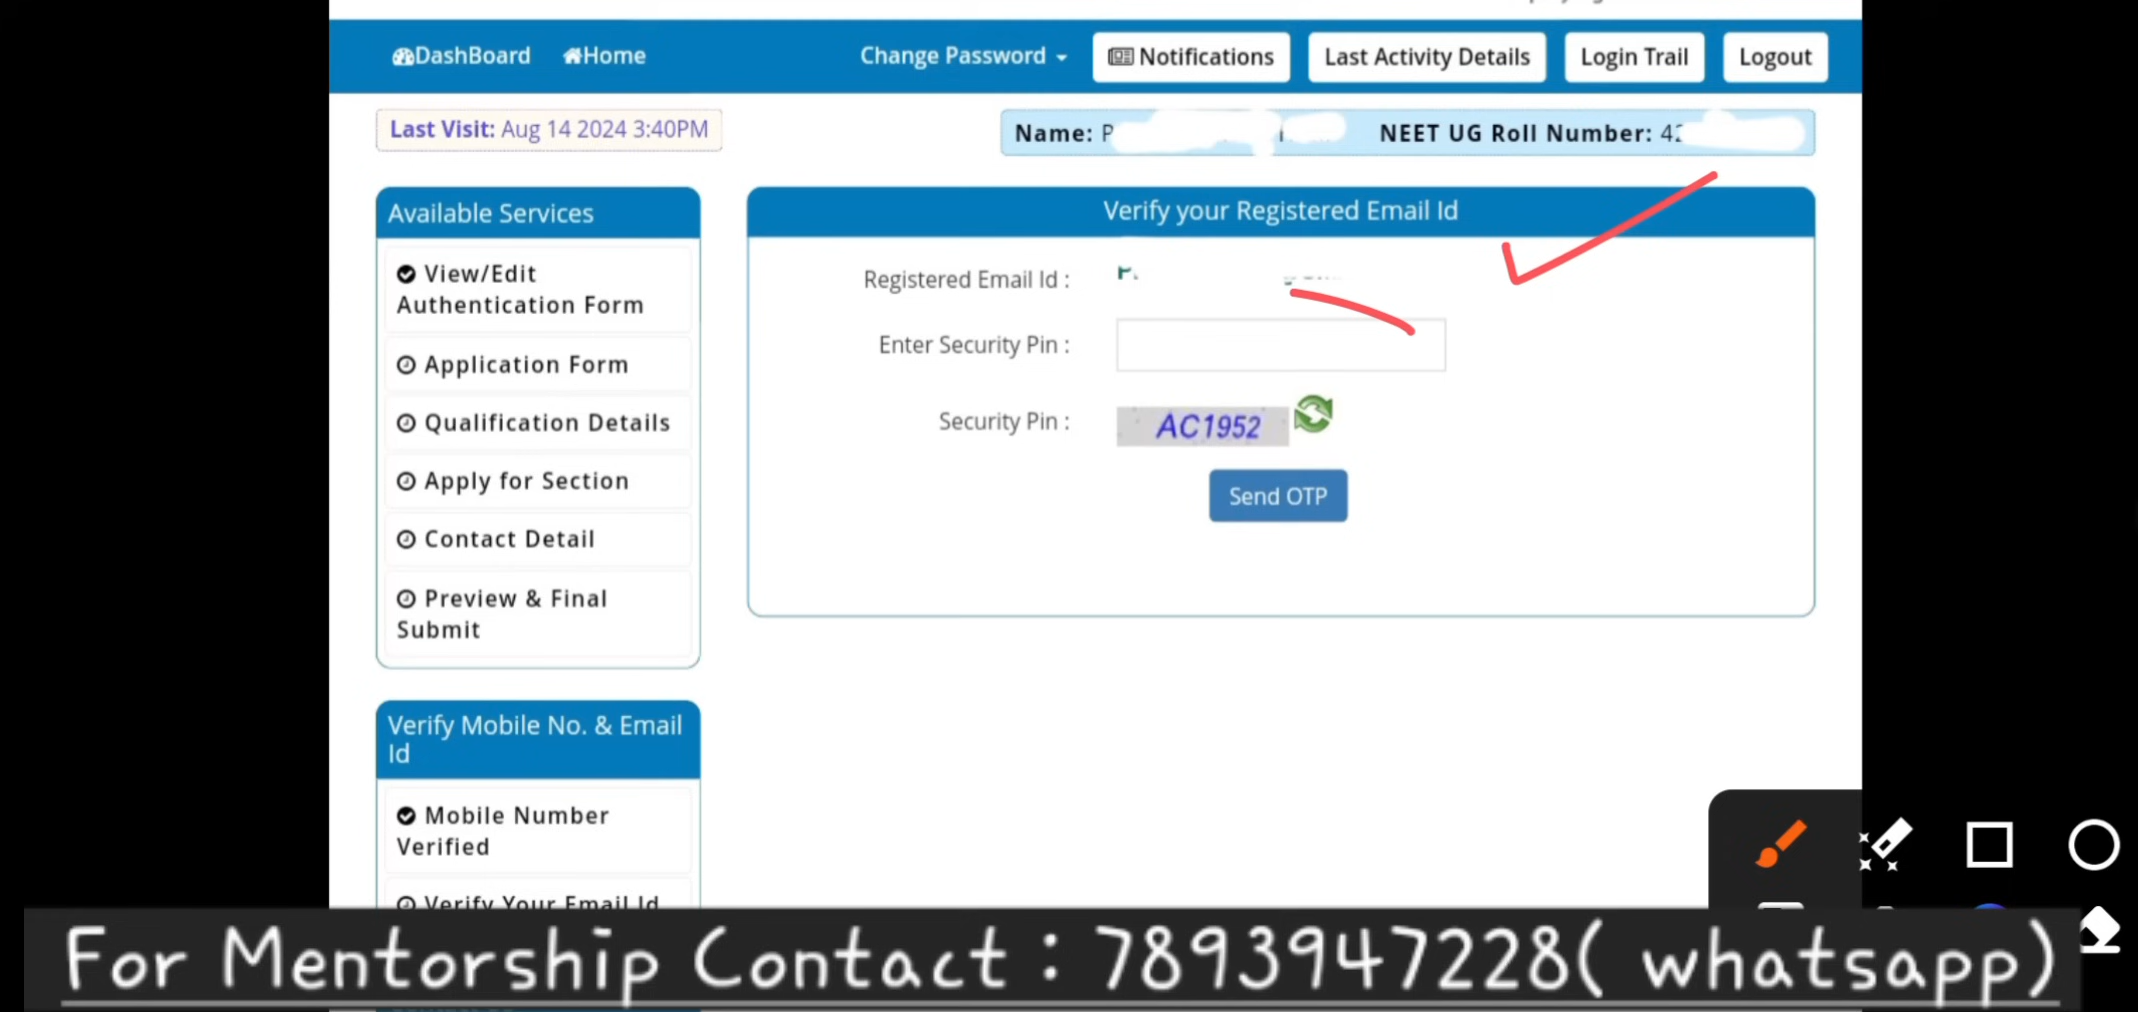 DashBoard Home Change Password Notifications Last Activity Details Login Trail Logout
Last Visit: Aug 14 2024 3:40PM
Name: P NEET UG Roll Number: 42
Available Services
View/Edit
Authentication Form
Application Form
Qualification Details
Apply for Section
Contact Detail
Preview & Final
Submit
Verify your Registered Email Id
Registered Email Id :
Enter Security Pin :
Security Pin : AC1952
Send OTP
Verify Mobile No. & Email
Id
Mobile Number
Verified
Verify Your Email Id
For Mentorship Contact : 7893947228( whatsapp)